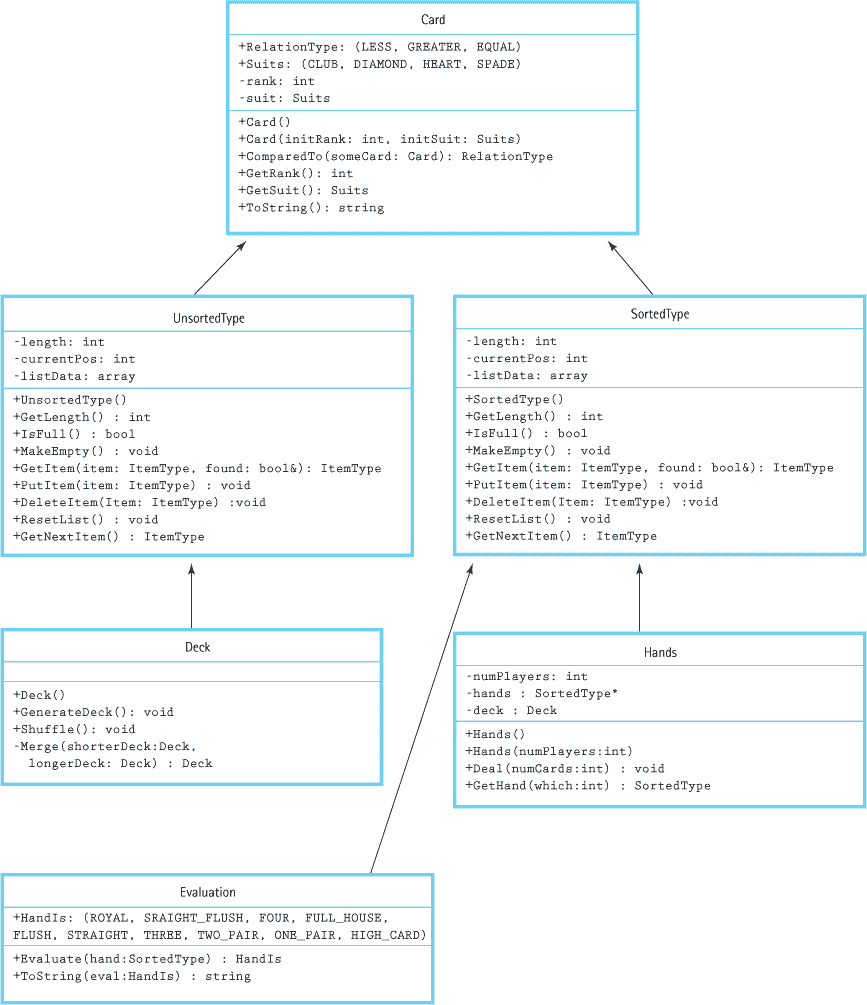 Card
+RelationType: (LESS, GREATER, EQUAL)
+Suits: (CLUB, DIAMOND, HEART, SPADE)
-rank: int
-suit: Suits
+Card()
+Card(initRank: int, initSuit: Suits)
+ComparedTo(someCard: Card): RelationType
+GetRank(): int
+GetSuit(): Suits
+ToString(): string
UnsortedType
-length: int
-currentPos: int
-listData: array
+UnsortedType()
+GetLength() : int
+IsFull() : bool
+MakeEmpty() : void
+GetItem(item: ItemType, found: bool&): ItemType
+PutItem(item: ItemType) : void
+DeleteItem(Item: ItemType) :void
+ResetList() : void
+GetNextItem() : ItemType
SortedType
-length: int
-currentPos: int
-listData: array
+SortedType()
+GetLength() : int
+IsFull() : bool
+MakeEmpty() : void
+GetItem(item: ItemType, found: bool&): ItemType
+PutItem(item: ItemType) : void
+DeleteItem(Item: ItemType) :void
+ResetList() : void
+GetNextItem() : ItemType
Deck
+Deck()
+GenerateDeck(): void
+Shuffle(): void
-Merge(shorterDeck:Deck,
longerDeck: Deck) : Deck
Hands
-numPlayers: int
-hands : SortedType*
-deck : Deck
+Hands()
+Hands(numPlayers:int)
+Deal(numCards:int) : void
+GetHand(which:int) : SortedType
Evaluation
+HandIs: (ROYAL, SRAIGHT_FLUSH, FOUR, FULL_HOUSE,
FLUSH, STRAIGHT, THREE, TWO_PAIR, ONE_PAIR, HIGH_CARD)
+Evaluate(hand:SortedType) : HandIs
+ToString(eval:HandIs) : string